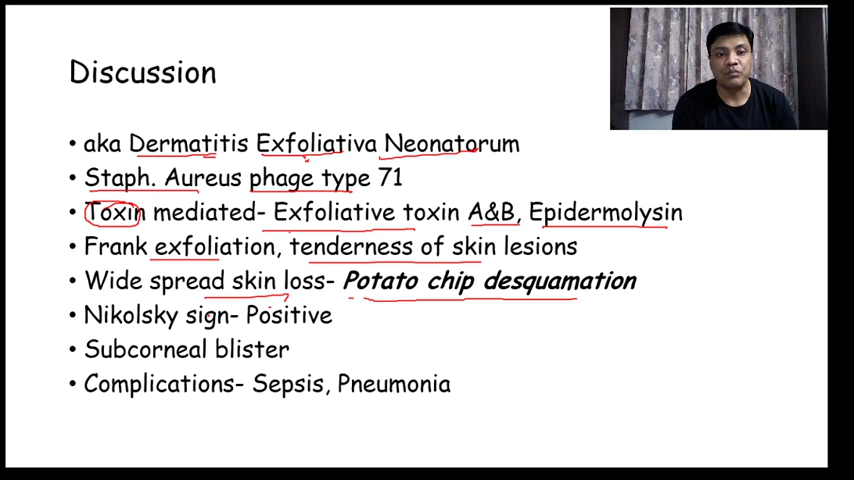 Discussion
• aka Dermatitis Exfoliativa Neonatorum
• Staph. Aureus phage type 71
• Toxin mediated- Exfoliative toxin A&B, Epidermolysin
• Frank exfoliation, tenderness of skin lesions
• Wide spread skin loss- Potato chip desquamation
• Nikolsky sign- Positive
• Subcorneal blister
• Complications- Sepsis, Pneumonia